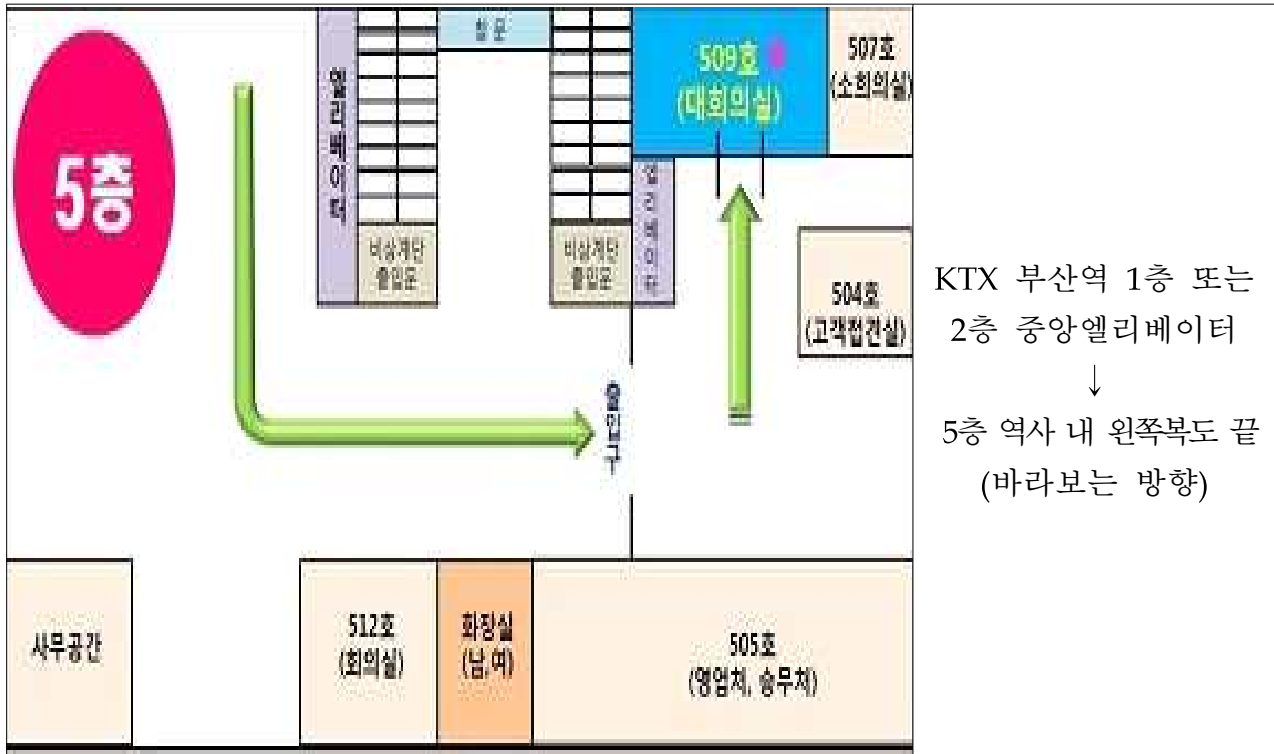 5층
엘리베이터
창문
비상계단
출입문
비상계단
출입문
509호
(대회의실)
507호
(소회의실)
엘리베이터
504호
(고객접견실)
출입구
사무공간
512호
(회의실)
화장실
(남,여)
505호
(영업처, 승무처)
KTX 부산역 1층 또는
2층 중앙엘리베이터
↓
5층 역사 내 왼쪽복도 끝
(바라보는 방향)